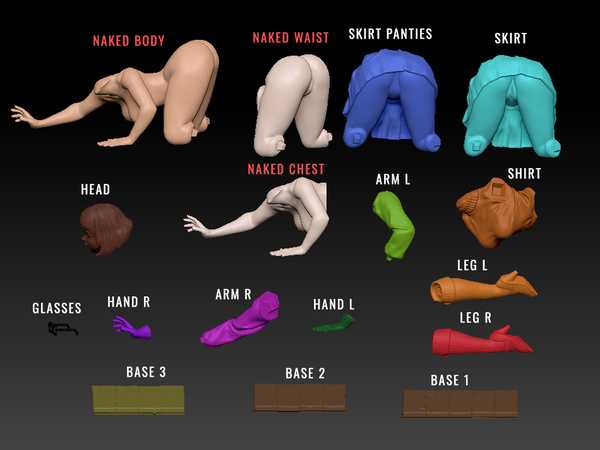 NAKED BODY
NAKED WAIST
SKIRT PANTIES
SKIRT
HEAD
NAKED CHEST
ARM L
SHIRT
LEG L
GLASSES
HAND R
ARM R
HAND L
LEG R
BASE 3
BASE 2
BASE 1